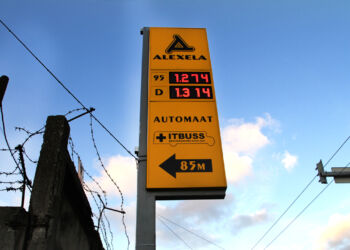 ALEXELA
95 1.274
D 1.314
AUTOMAAT
ITBUSS
85M